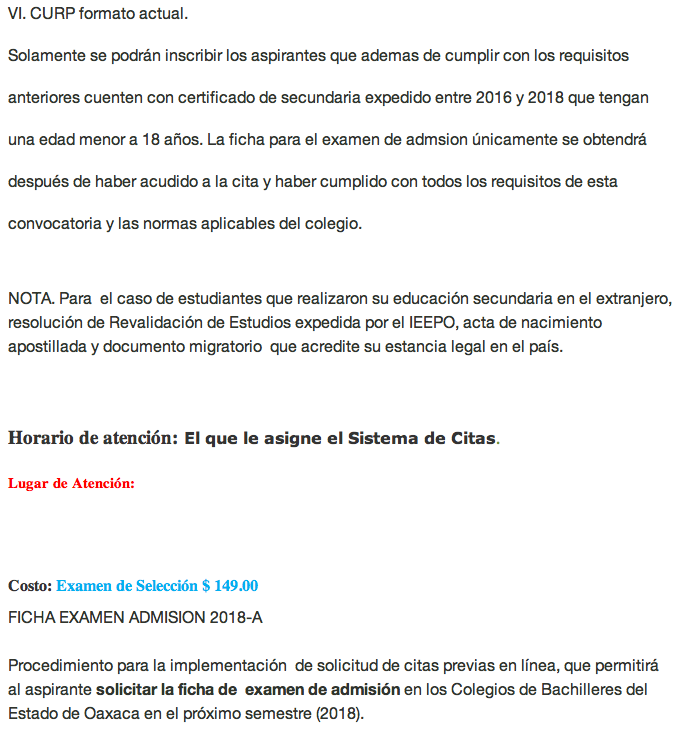 VI. CURP formato actual.
Solamente se podrán inscribir los aspirantes que ademas de cumplir con los requisitos
anteriores cuenten con certificado de secundaria expedido entre 2016 y 2018 que tengan
una edad menor a 18 años. La ficha para el examen de admsion únicamente se obtendrá
después de haber acudido a la cita y haber cumplido con todos los requisitos de esta
convocatoria y las normas aplicables del colegio.
NOTA. Para el caso de estudiantes que realizaron su educación secundaria en el extranjero,
resolución de Revalidación de Estudios expedida por el IEEPO, acta de nacimiento
apostillada y documento migratorio que acredite su estancia legal en el país.
Horario de atención: El que le asigne el Sistema de Citas.
Lugar de Atención:
Costo: Examen de Selección $ 149.00
FICHA EXAMEN ADMISION 2018-A
Procedimiento para la implementación de solicitud de citas previas en línea, que permitirá
al aspirante solicitar la ficha de examen de admisión en los Colegios de Bachilleres del
Estado de Oaxaca en el próximo semestre (2018).